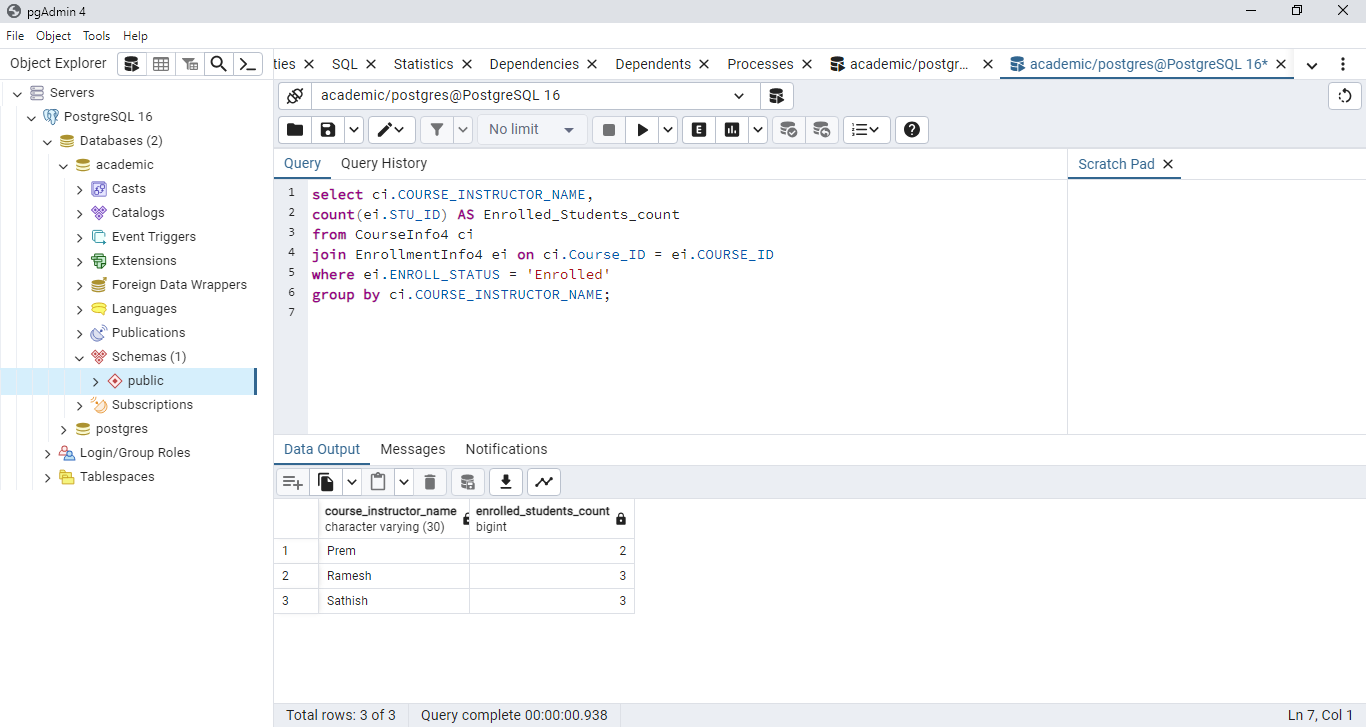 pgAdmin 4
File Object Tools Help
Object Explorer
ties SQL Statistics Dependencies Dependents Processes academic/postgr... academic/postgres@PostgreSQL 16*
Servers
PostgreSQL 16
Databases (2)
academic
Casts
Catalogs
Event Triggers
Extensions
Foreign Data Wrappers
Languages
Publications
Schemas (1)
public
Subscriptions
postgres
Login/Group Roles
Tablespaces
academic/postgres@PostgreSQL 16
No limit
E
Query Query History
Scratch Pad
1 select ci.COURSE_INSTRUCTOR_NAME,
2 count(ei.STU_ID) AS Enrolled_Students_count
3 from CourseInfo4 ci
4 join EnrollmentInfo4 ei on ci.Course_ID = ei.COURSE_ID
5 where ei.ENROLL_STATUS = 'Enrolled'
6 group by ci.COURSE_INSTRUCTOR_NAME;
7
Data Output Messages Notifications
course_instructor_name enrolled_students_count
character varying (30) bigint
1 Prem 2
2 Ramesh 3
3 Sathish 3
Total rows: 3 of 3 Query complete 00:00:00.938 Ln 7, Col 1